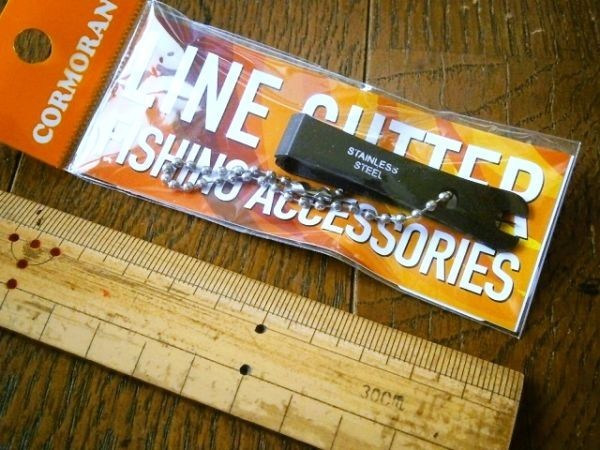 CORMORAN
LINE CUTTER
FISHING ACCESSORIES
STAINLESS
STEEL
30cm